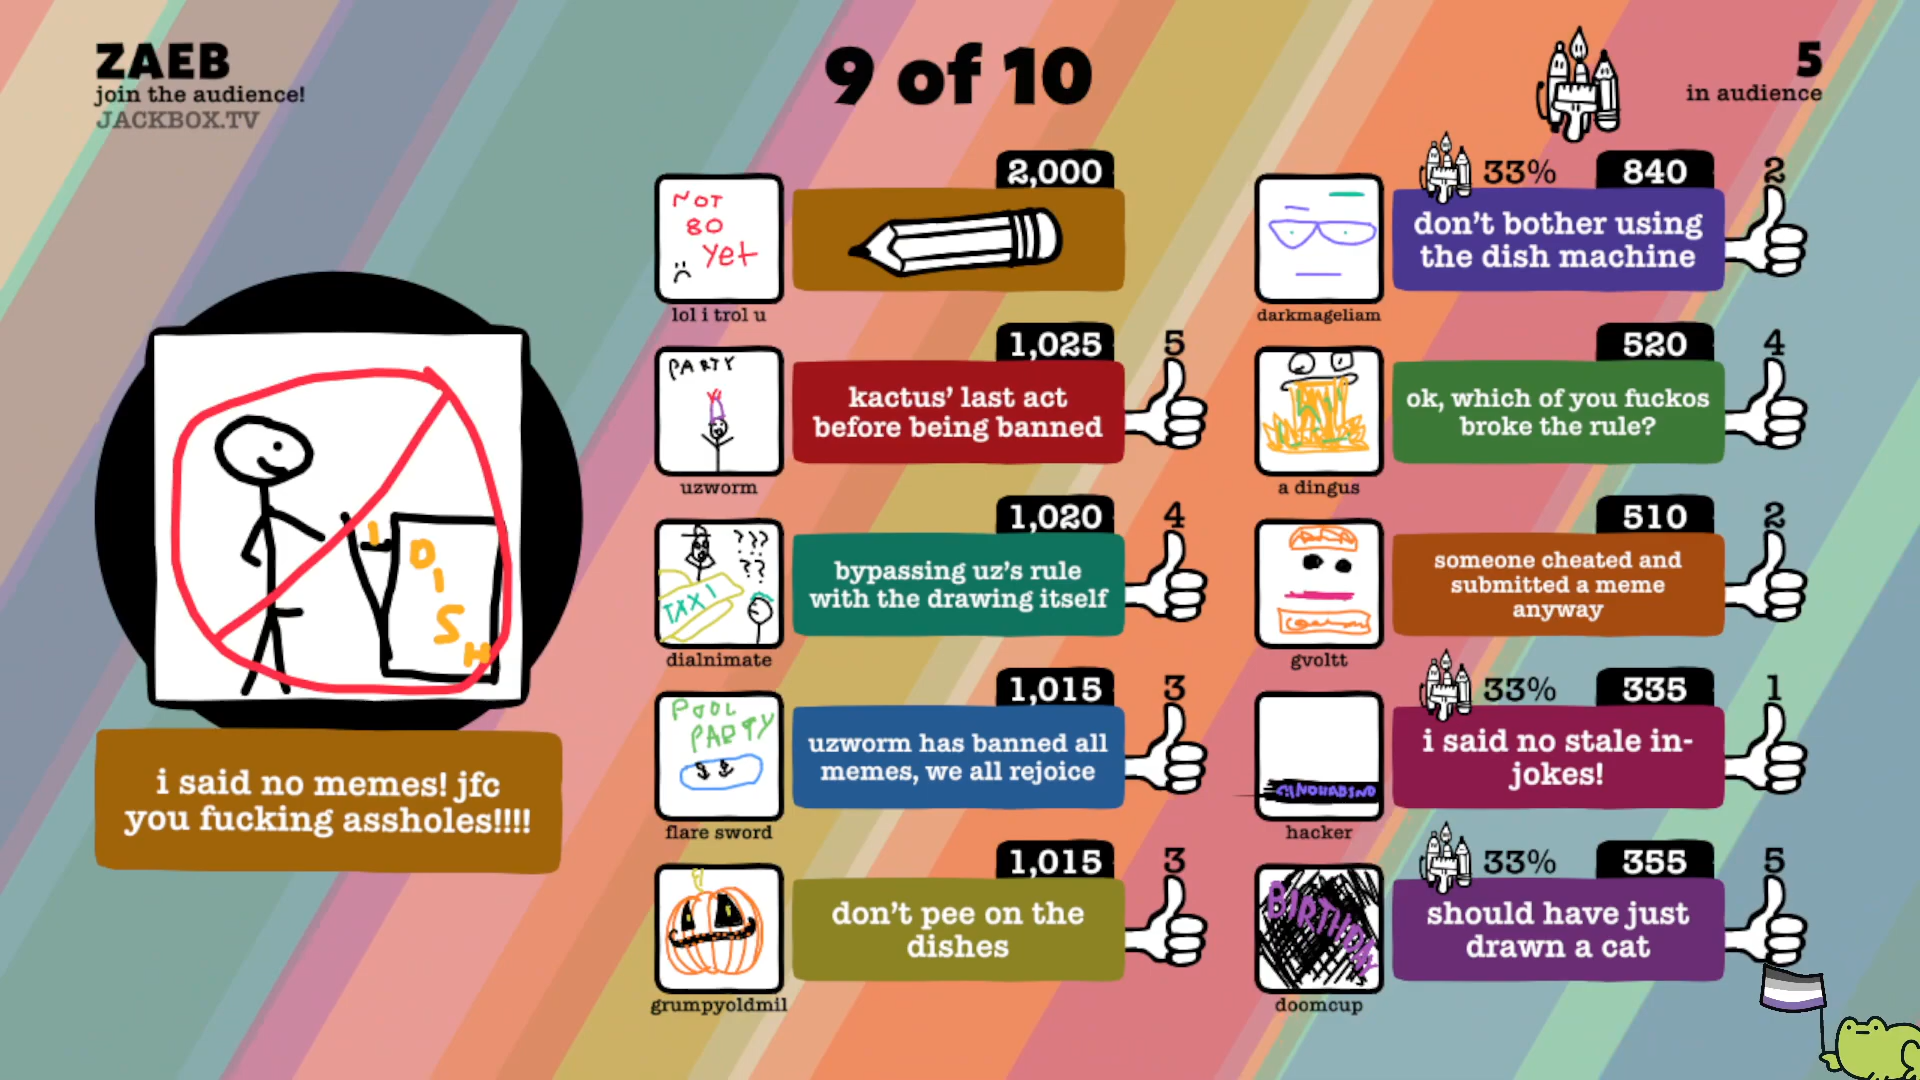 ZAEB
join the audience!
JACKBOX.TV
9 of 10
5
in audience
I
D
I
S
H
i said no memes! jfc
you fucking assholes!!!!
NOT
80
yet
lol i trol u
2,000
PARTY
uzworm
1,025
kactus' last act
before being banned
5
???
??
TAXI
dialnimate
1,020
bypassing uz's rule
with the drawing itself
4
POOL
PARTY
flare sword
1,015
uzworm has banned all
memes, we all rejoice
3
grumpyoldmil
1,015
don't pee on the
dishes
3
darkmageliam
33%
840
don't bother using
the dish machine
2
a dingus
520
ok, which of you fuckos
broke the rule?
4
gvoltt
510
someone cheated and
submitted a meme
anyway
2
hacker
33%
335
i said no stale in-
jokes!
1
BIRTHDAY
doomcup
33%
355
should have just
drawn a cat
5